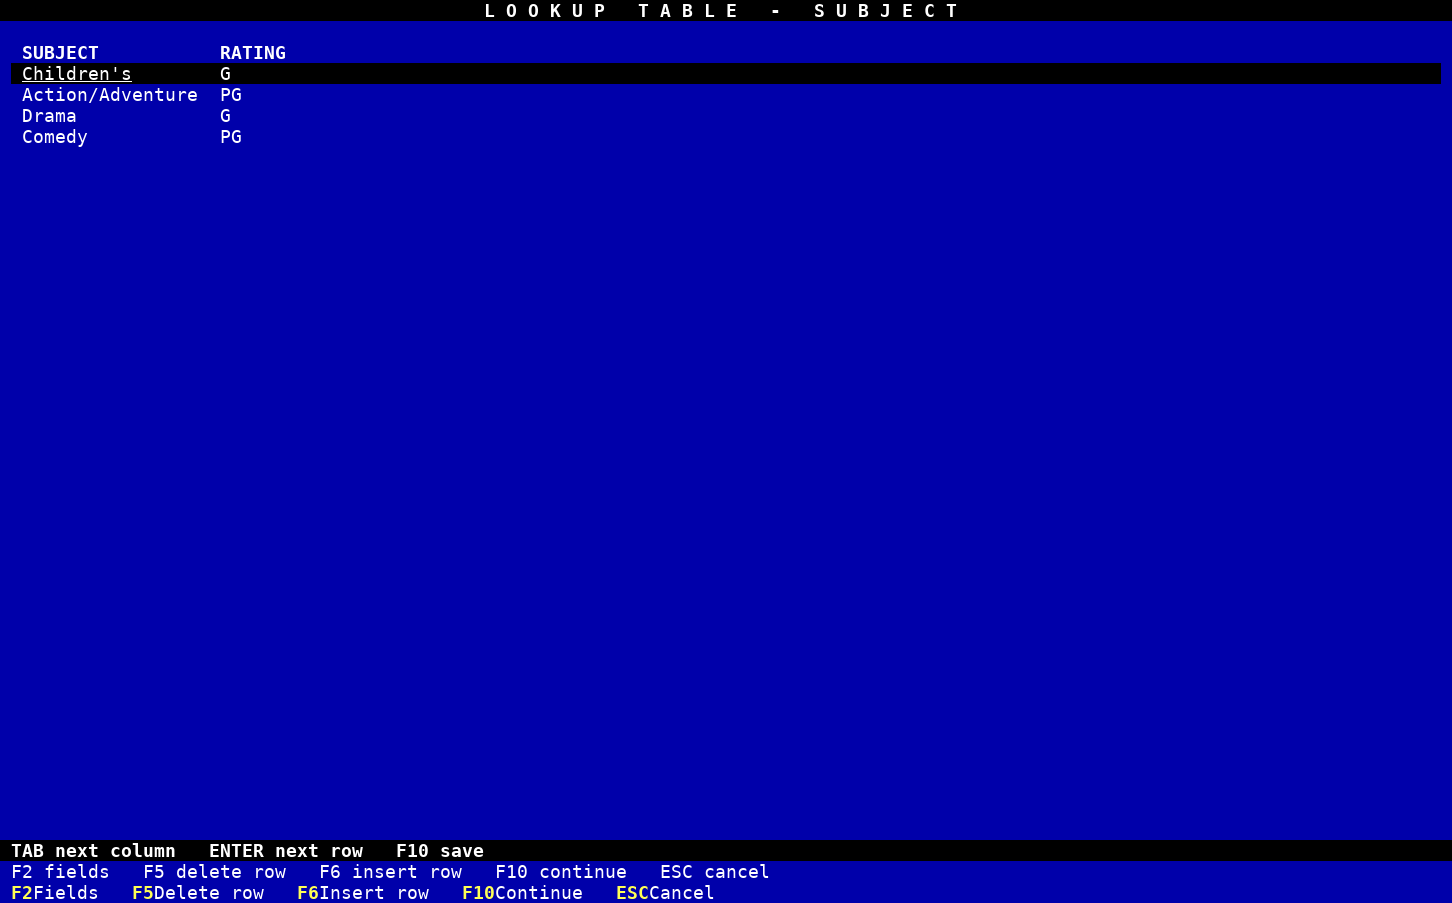 L O O K U P   T A B L E   -   S U B J E C T
SUBJECT            RATING
Children's         G
Action/Adventure   PG
Drama              G
Comedy             PG
TAB next column   ENTER next row   F10 save
F2 fields   F5 delete row   F6 insert row   F10 continue   ESC cancel
F2Fields   F5Delete row   F6Insert row   F10Continue   ESCCancel